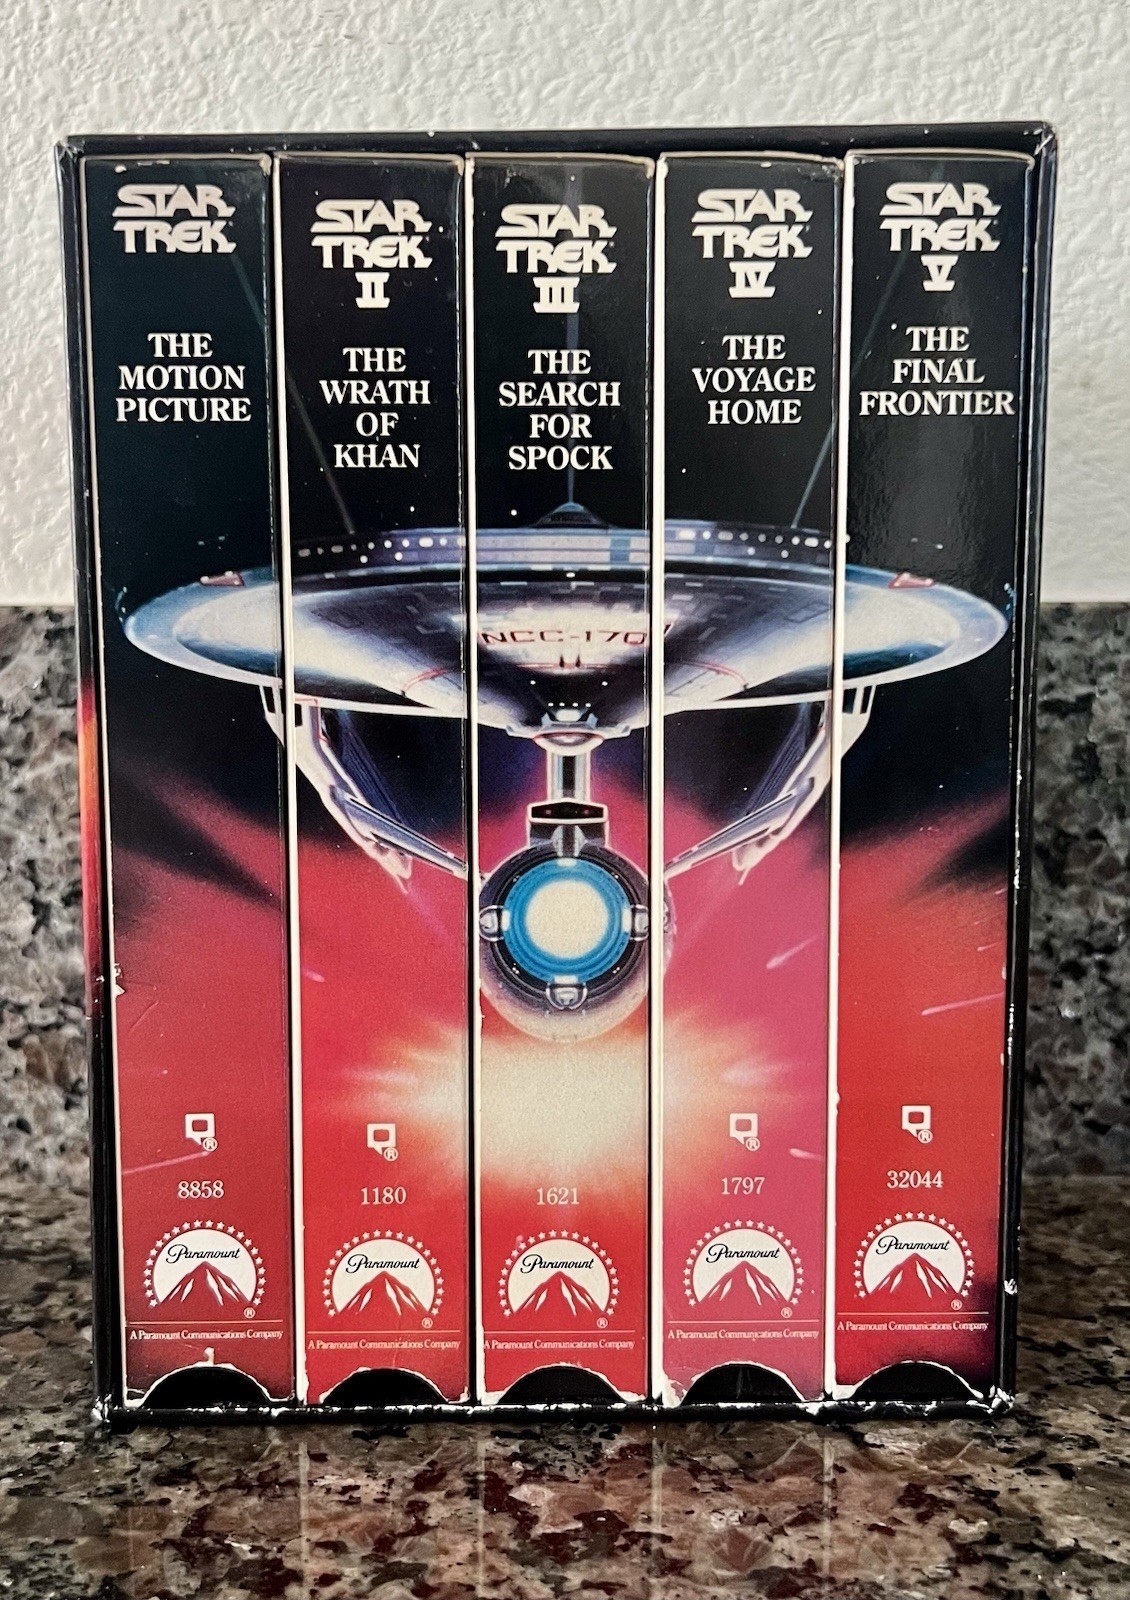 STAR
TREK
THE
MOTION
PICTURE
8858
Paramount
®
A Paramount Communications Company
STAR
TREK
II
THE
WRATH
OF
KHAN
1180
Paramount
®
A Paramount Communications Company
STAR
TREK
III
THE
SEARCH
FOR
SPOCK
NCC-170
1621
Paramount
®
A Paramount Communications Company
STAR
TREK
IV
THE
VOYAGE
HOME
1797
Paramount
®
A Paramount Communications Company
STAR
TREK
V
THE
FINAL
FRONTIER
32044
Paramount
®
A Paramount Communications Company